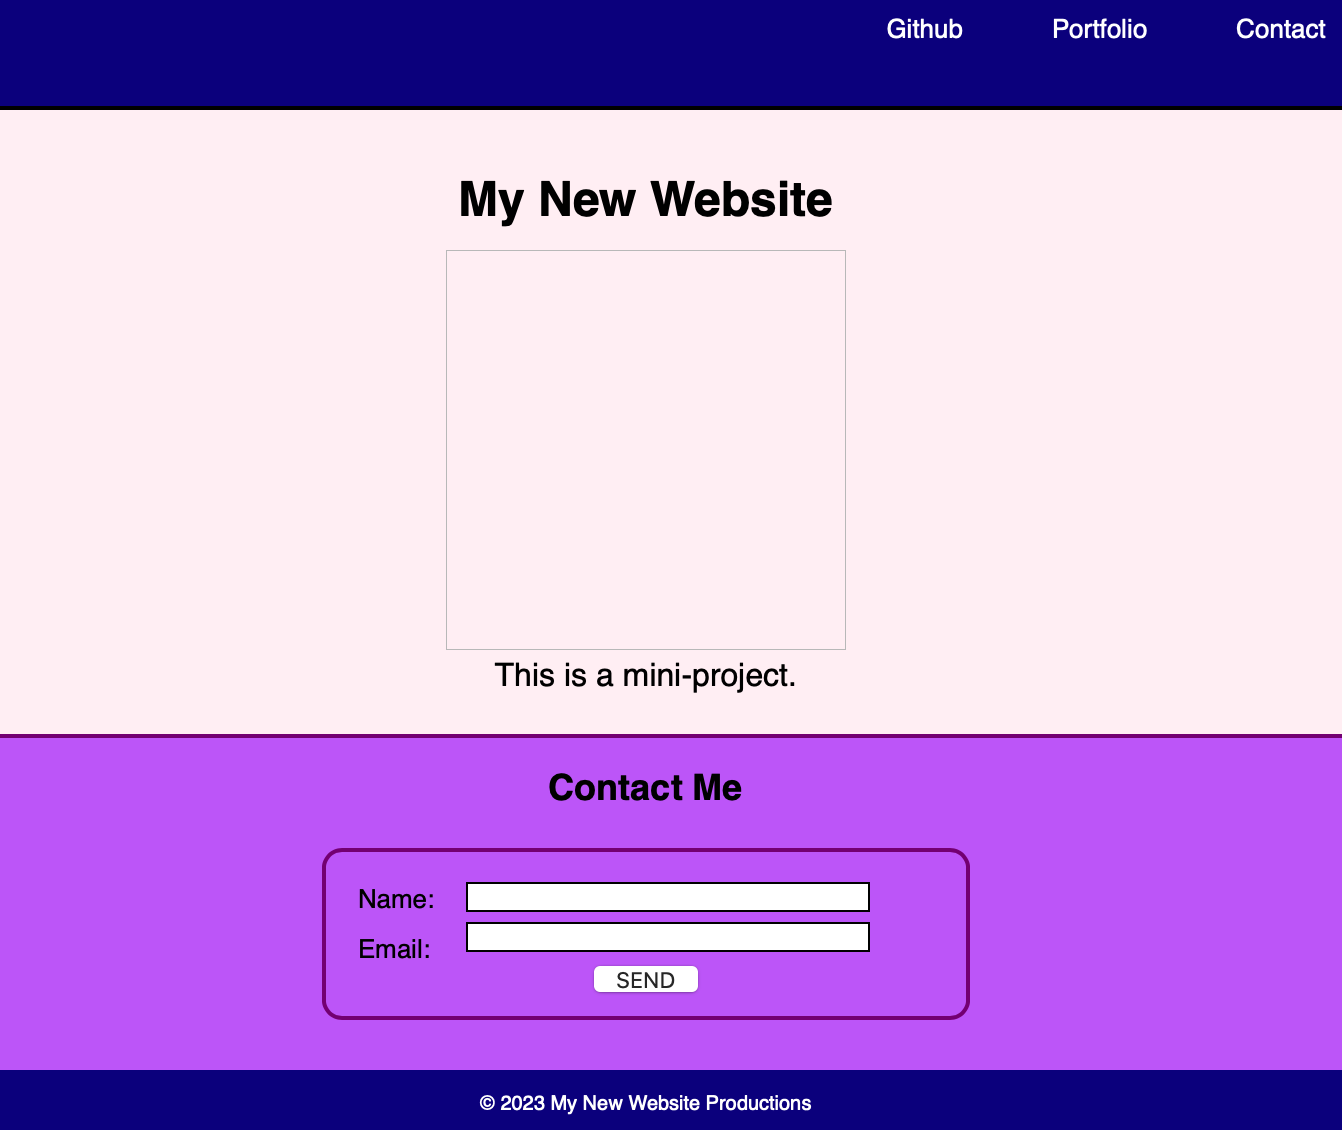 Github Portfolio Contact
My New Website
This is a mini-project.
Contact Me
Name:
Email:
SEND
© 2023 My New Website Productions